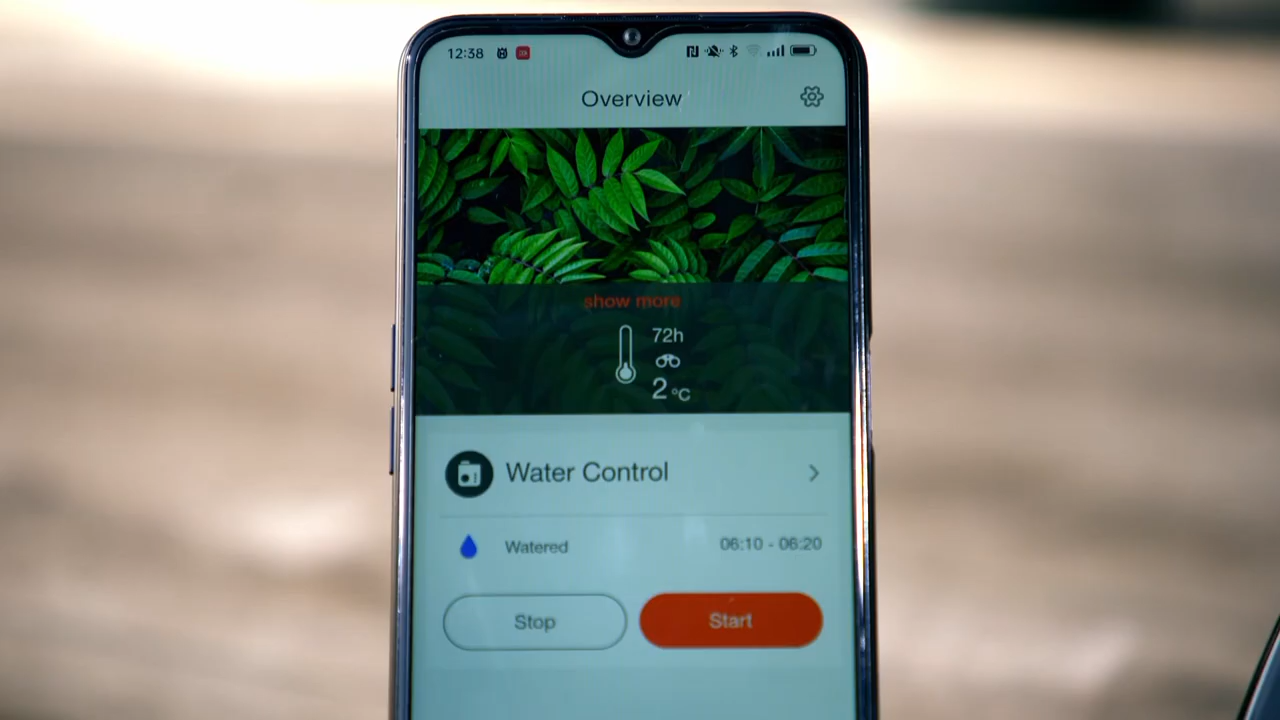 12:38
Overview
show more
72h
2 °C
Water Control
Watered 06:10 - 06:20
Stop Start